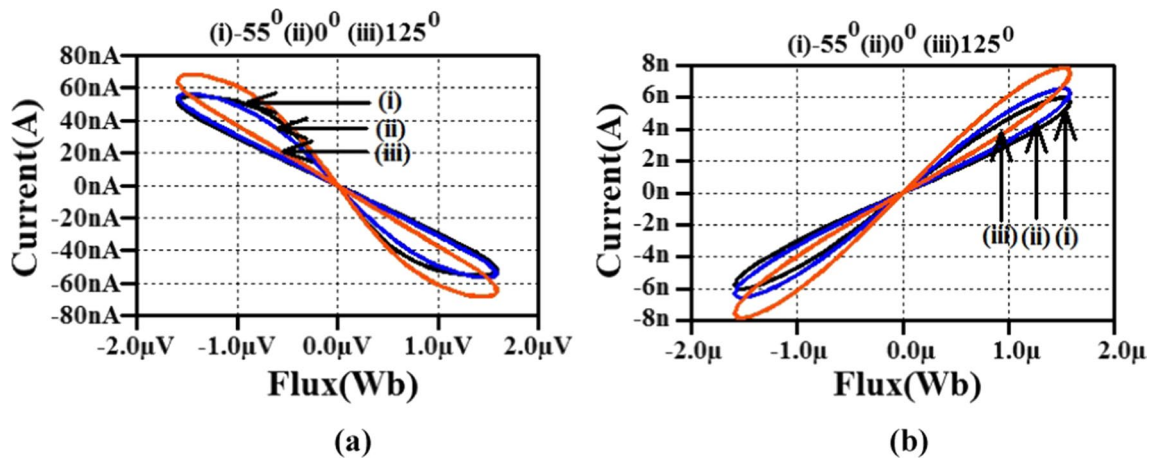 (i)-55⁰(ii)0⁰ (iii)125⁰
80nA
60nA
40nA
20nA
0nA
-20nA
-40nA
-60nA
-80nA
Current(A)
(i)
(ii)
(iii)
-2.0µV -1.0µV 0.0µV 1.0µV 2.0µV
Flux(Wb)
(a)
(i)-55⁰(ii)0⁰ (iii)125⁰
8n
6n
4n
2n
0n
-2n
-4n
-6n
-8n
Current(A)
(iii) (ii) (i)
-2.0µ -1.0µ 0.0µ 1.0µ 2.0µ
Flux(Wb)
(b)